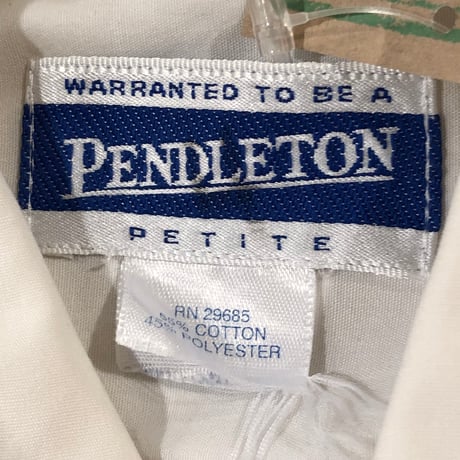 WARRANTED TO BE A
PENDLETON
PETITE
RN 29685
55% COTTON
45% POLYESTER